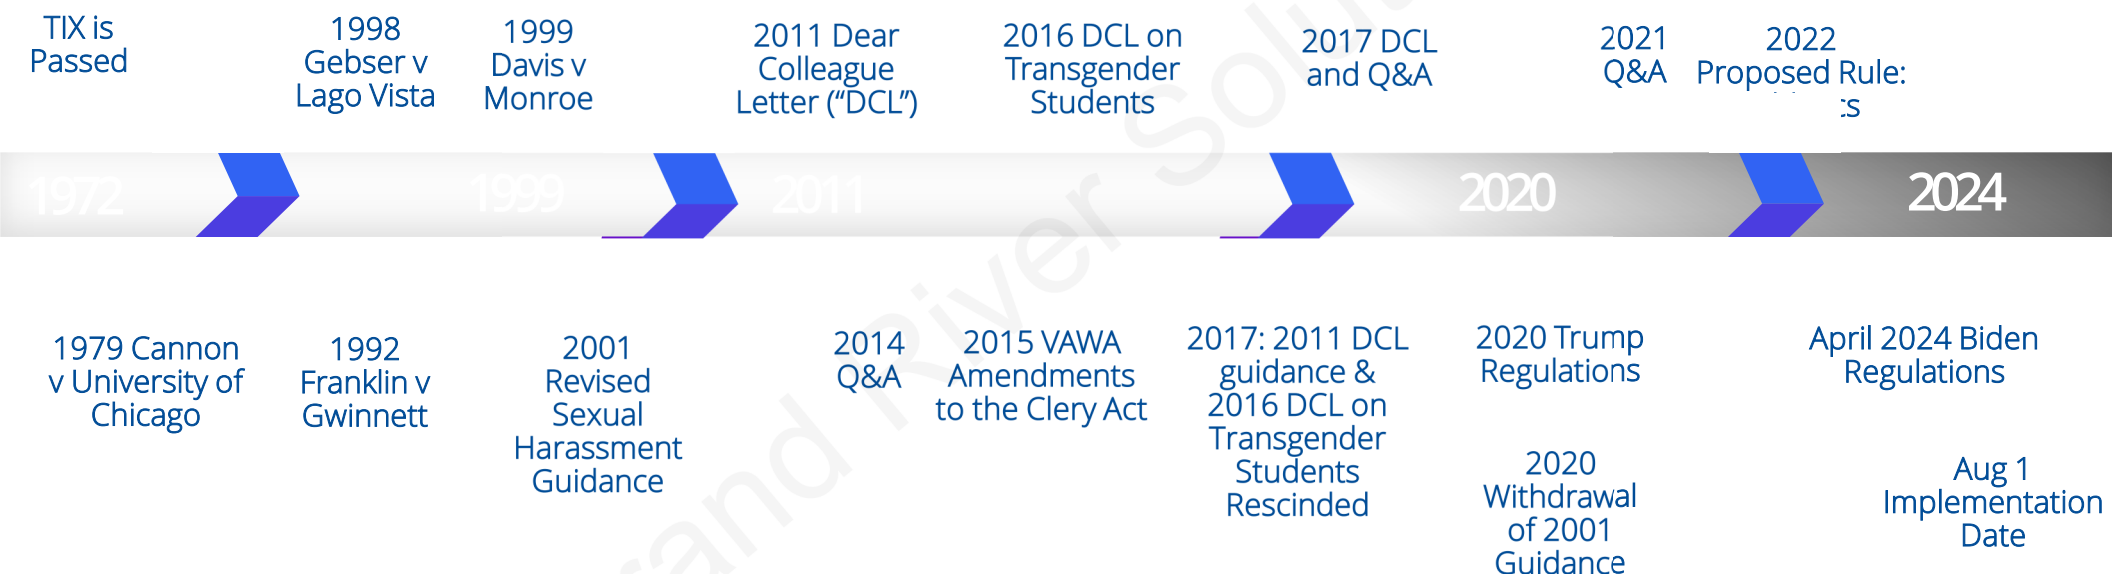 TIX is
Passed
1998
Gebser v
Lago Vista
1999
Davis v
Monroe
2011 Dear
Colleague
Letter (“DCL”)
2016 DCL on
Transgender
Students
2017 DCL
and Q&A
2021
Q&A
2022
Proposed Rule:
1972
1999
2011
2020
2024
1979 Cannon
v University of
Chicago
1992
Franklin v
Gwinnett
2001
Revised
Sexual
Harassment
Guidance
2014
Q&A
2015 VAWA
Amendments
to the Clery Act
2017: 2011 DCL
guidance &
2016 DCL on
Transgender
Students
Rescinded
2020 Trump
Regulations
2020
Withdrawal
of 2001
Guidance
April 2024 Biden
Regulations
Aug 1
Implementation
Date
River